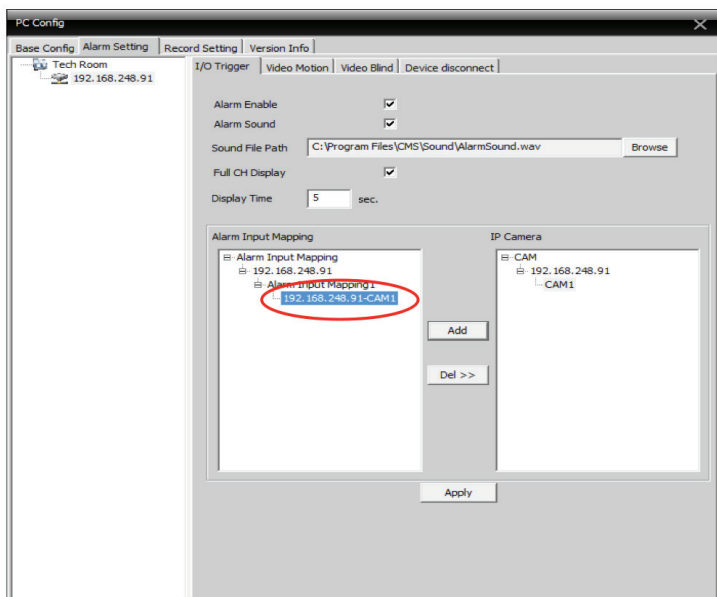 PC Config
Base Config Alarm Setting Record Setting Version Info
Tech Room
192.168.248.91
I/O Trigger Video Motion Video Blind Device disconnect
Alarm Enable
Alarm Sound
Sound File Path C:\Program Files\CMS\Sound\AlarmSound.wav Browse
Full CH Display
Display Time 5 sec.
Alarm Input Mapping IP Camera
Alarm Input Mapping CAM
192.168.248.91 192.168.248.91
Alarm Input Mapping1 CAM1
192.168.248.91-CAM1
Add
Del >>
Apply